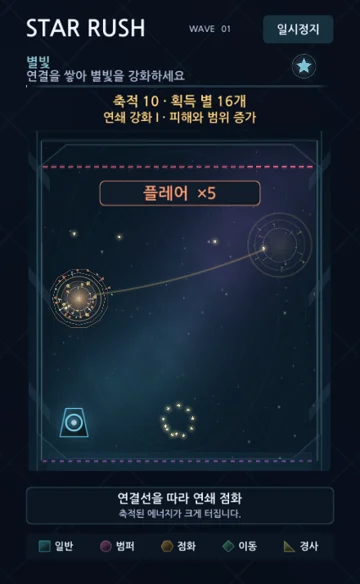 STAR RUSH
WAVE 01
일시정지
별빛
연결을 쌓아 별빛을 강화하세요
축적 10 · 획득 별 16개
연쇄 강화 I · 피해와 범위 증가
플레어 ×5
연결선을 따라 연쇄 점화
축적된 에너지가 크게 터집니다.
일반
범퍼
점화
이동
경사